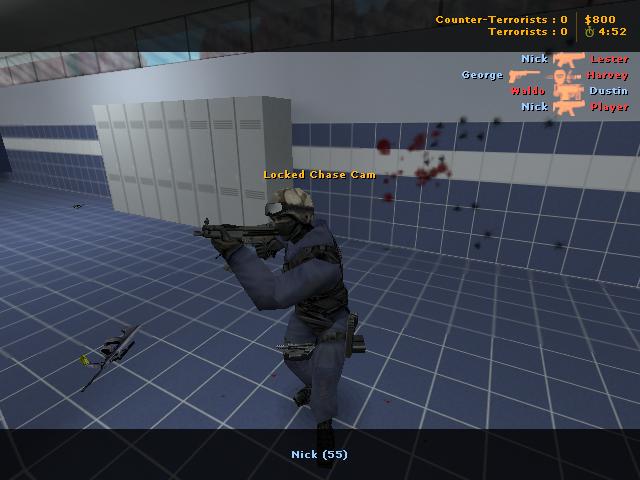 Counter-Terrorists : 0 $800
Terrorists : 0 4:52
Nick Lester
George Harvey
Waldo Dustin
Nick Player
Locked Chase Cam
Nick (55)